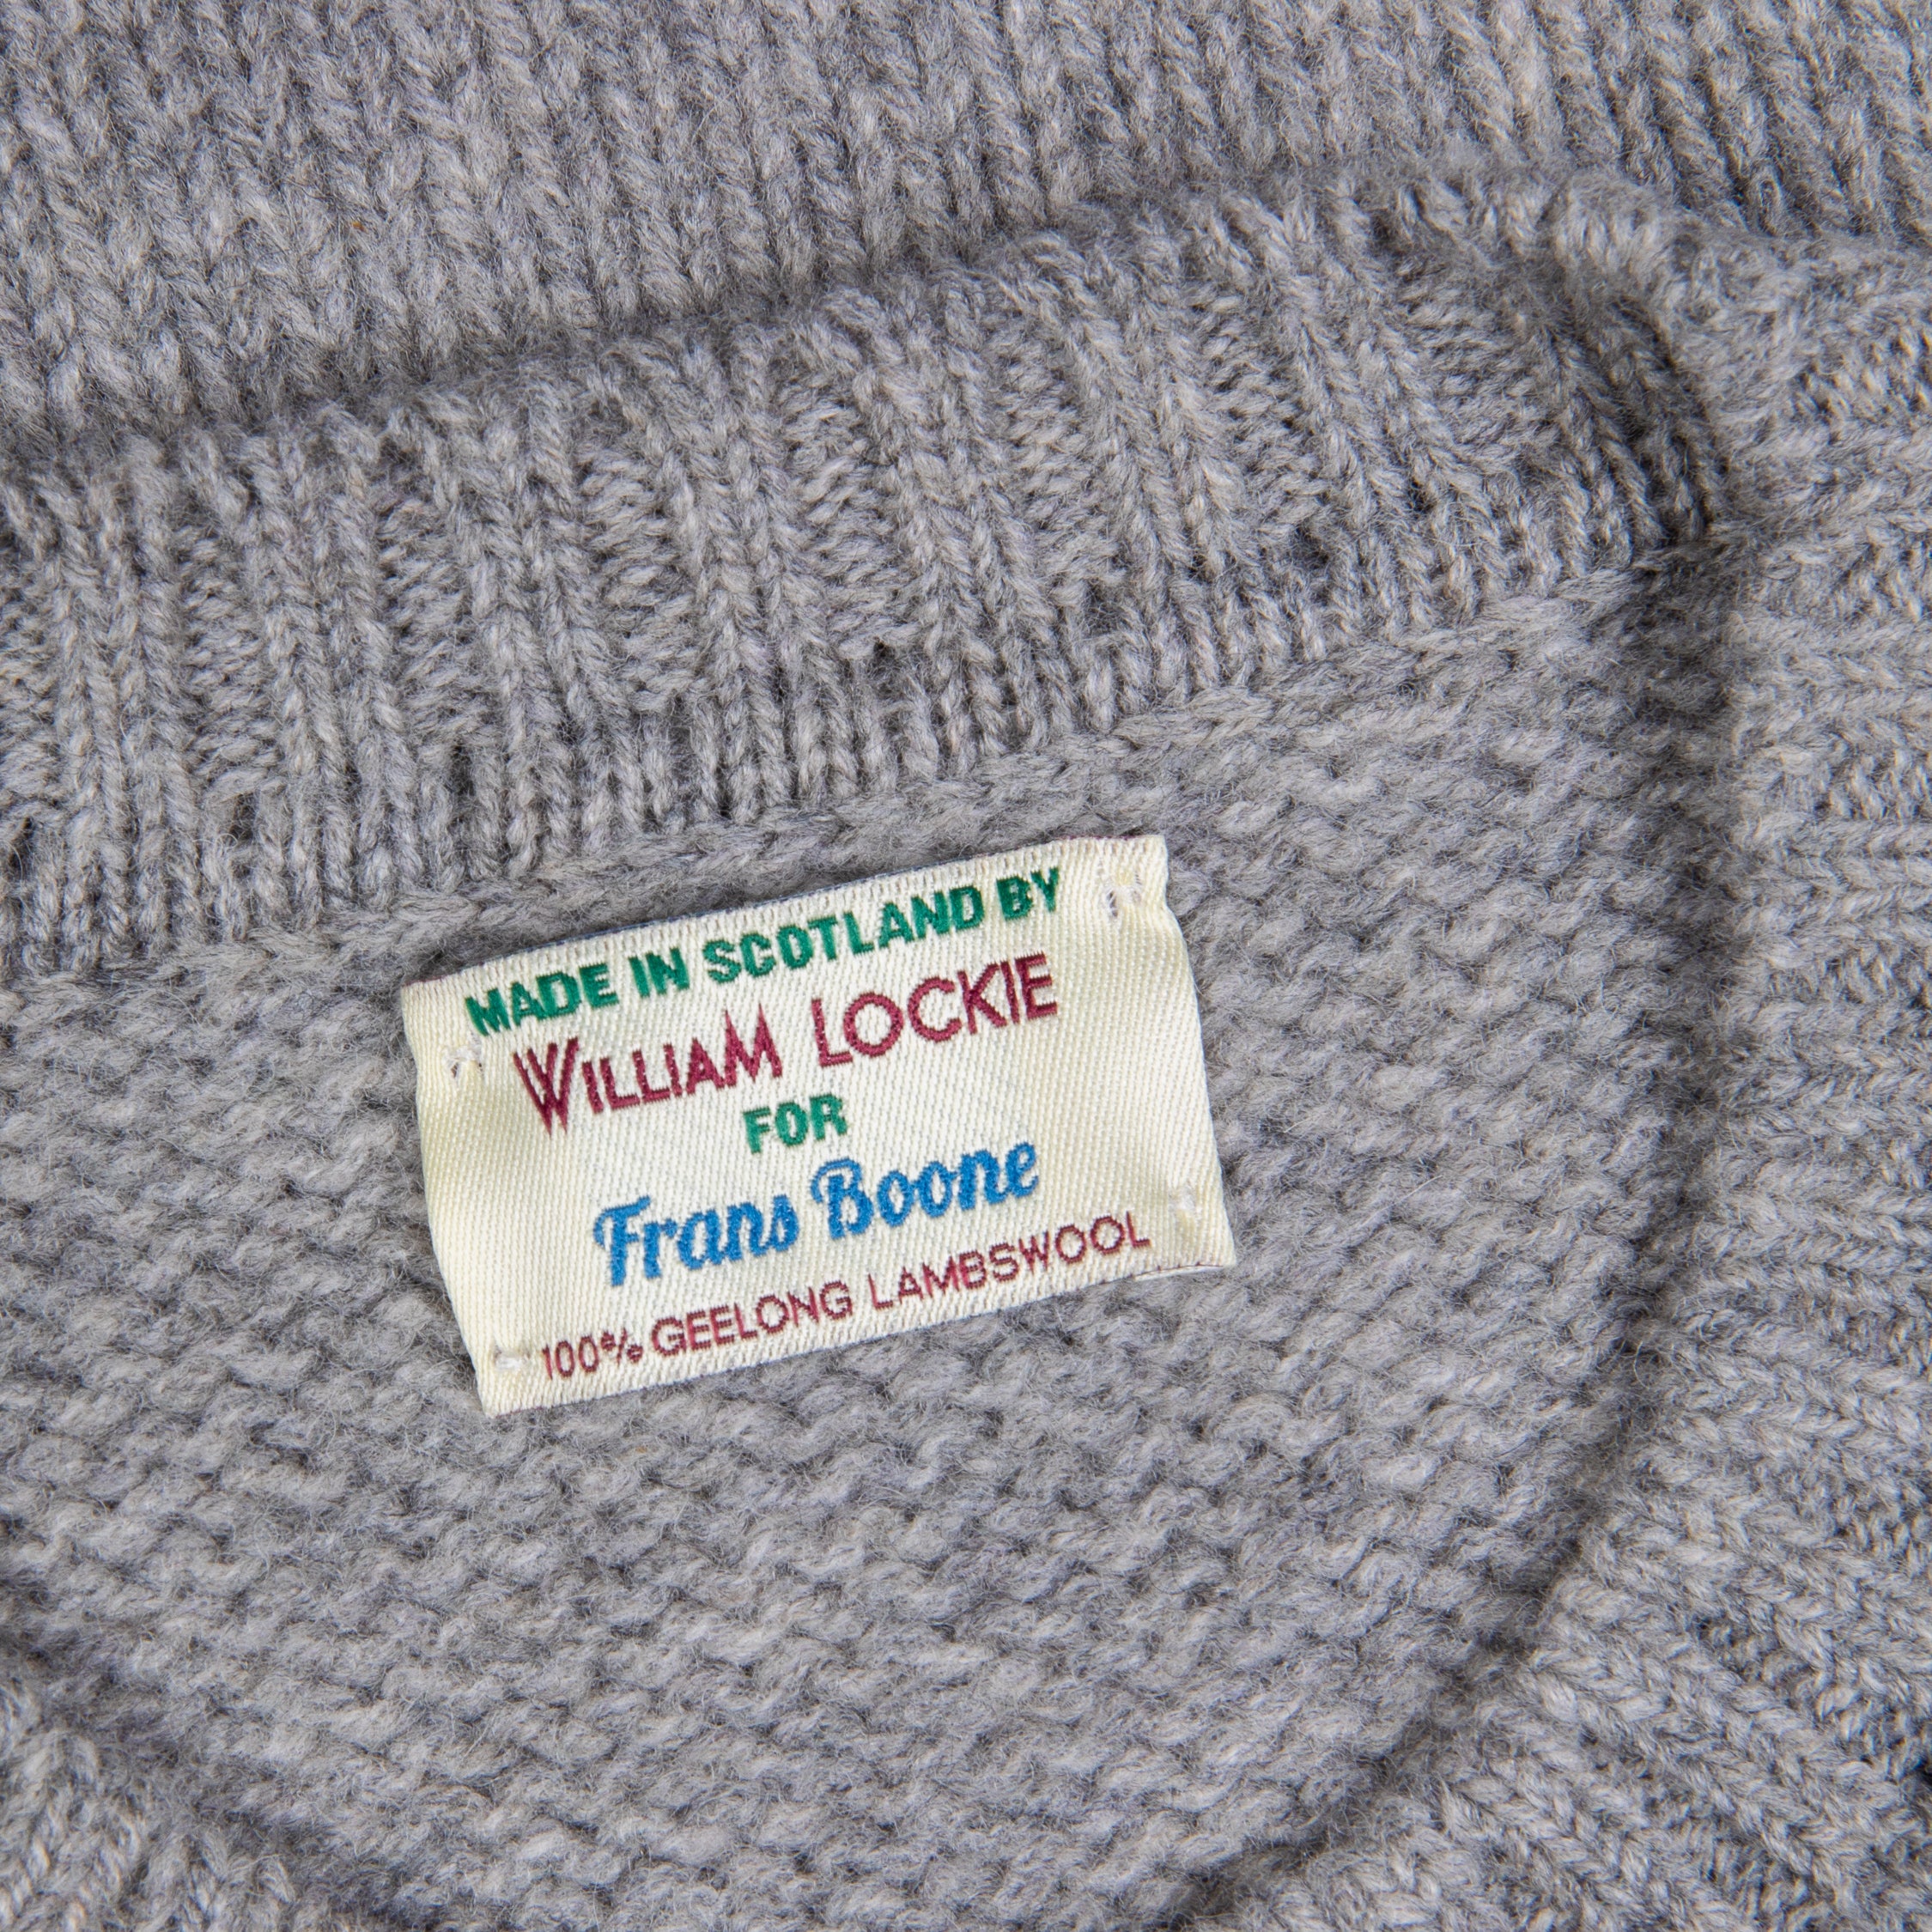 MADE IN SCOTLAND BY
WILLIAM LOCKIE
FOR
Frans Boone
100% GEELONG LAMBSWOOL